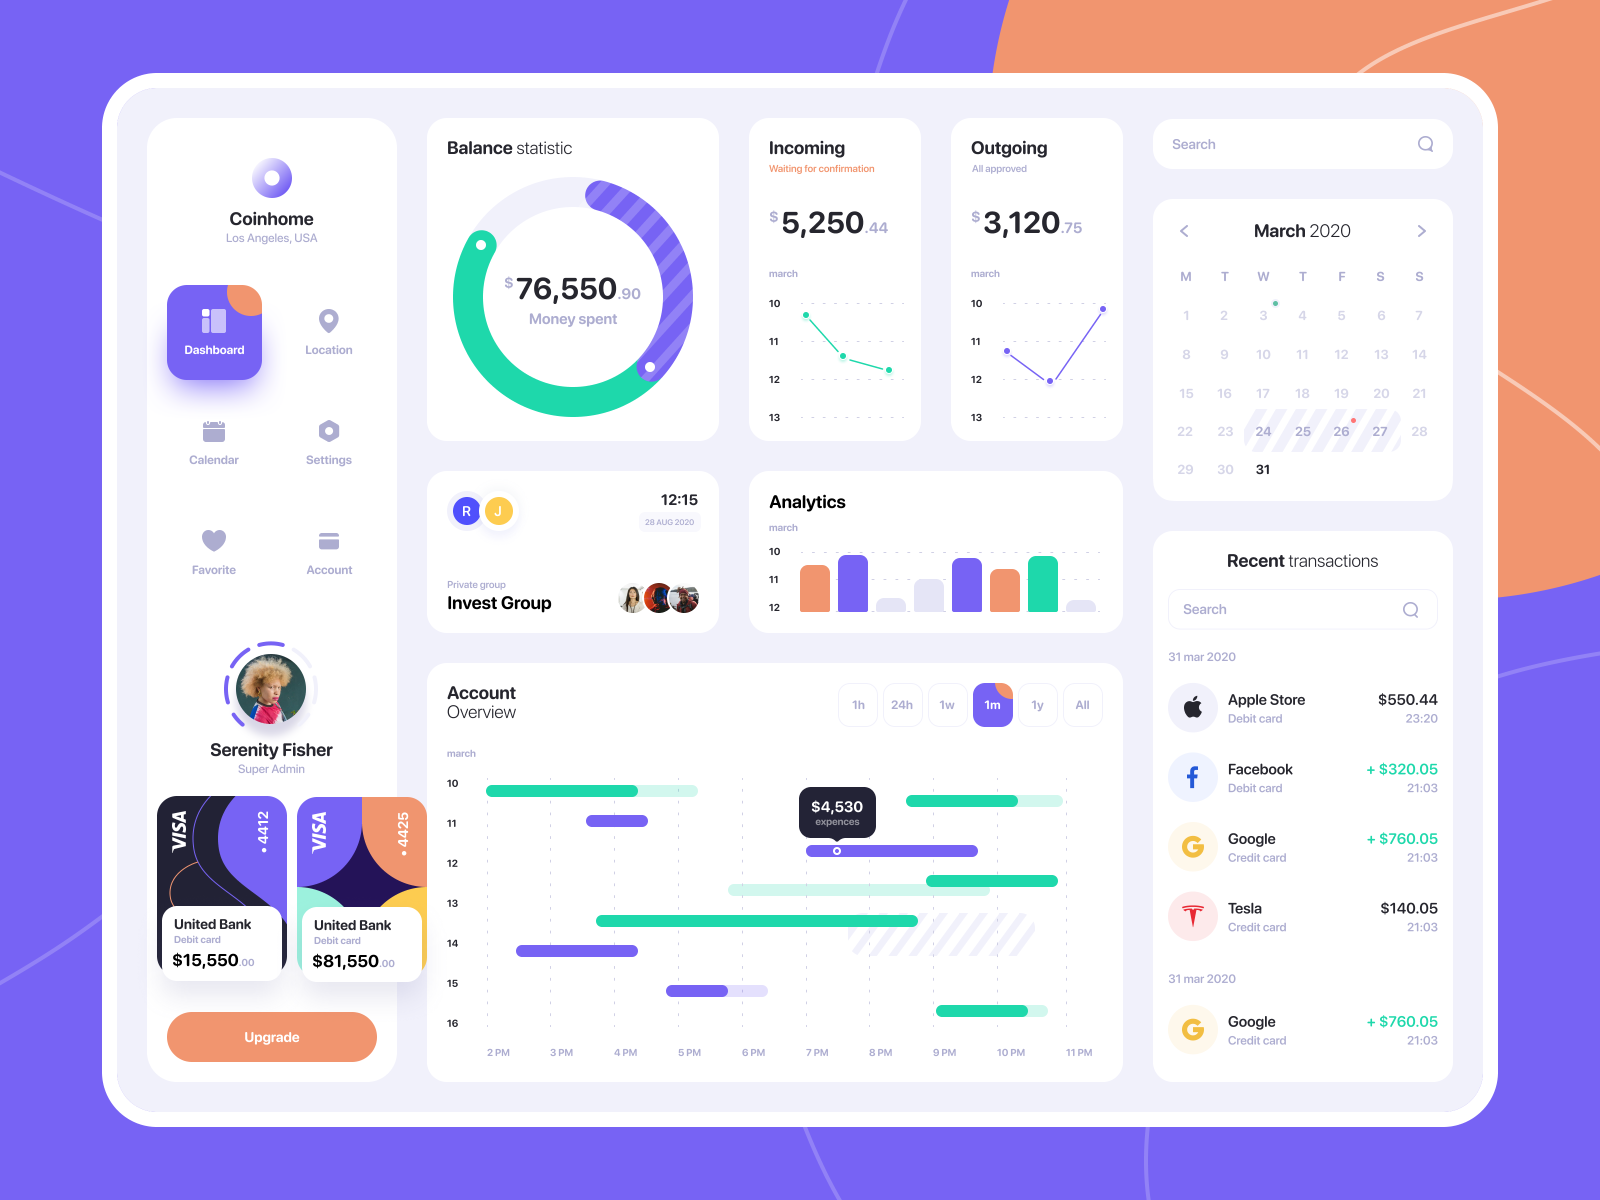 Coinhome
Los Angeles, USA
Dashboard
Location
Calendar
Settings
Favorite
Account
Serenity Fisher
Super Admin
VISA
• 4412
United Bank
Debit card
$15,550.00
VISA
• 4425
United Bank
Debit card
$81,550.00
Upgrade
Balance statistic
$76,550.90
Money spent
Incoming
Waiting for confirmation
$5,250.44
march
10
11
12
13
Outgoing
All approved
$3,120.75
march
10
11
12
13
R J
12:15
28 AUG 2020
Private group
Invest Group
Analytics
march
10
11
12
Account
Overview
1h 24h 1w 1m 1y All
march
10
11
12
13
14
15
16
$4,530
expences
2 PM 3 PM 4 PM 5 PM 6 PM 7 PM 8 PM 9 PM 10 PM 11 PM
Search
March 2020
M T W T F S S
1 2 3 4 5 6 7
8 9 10 11 12 13 14
15 16 17 18 19 20 21
22 23 24 25 26 27 28
29 30 31
Recent transactions
Search
31 mar 2020
Apple Store $550.44
Debit card 23:20
Facebook + $320.05
Debit card 21:03
Google + $760.05
Credit card 21:03
Tesla $140.05
Credit card 21:03
31 mar 2020
Google + $760.05
Credit card 21:03